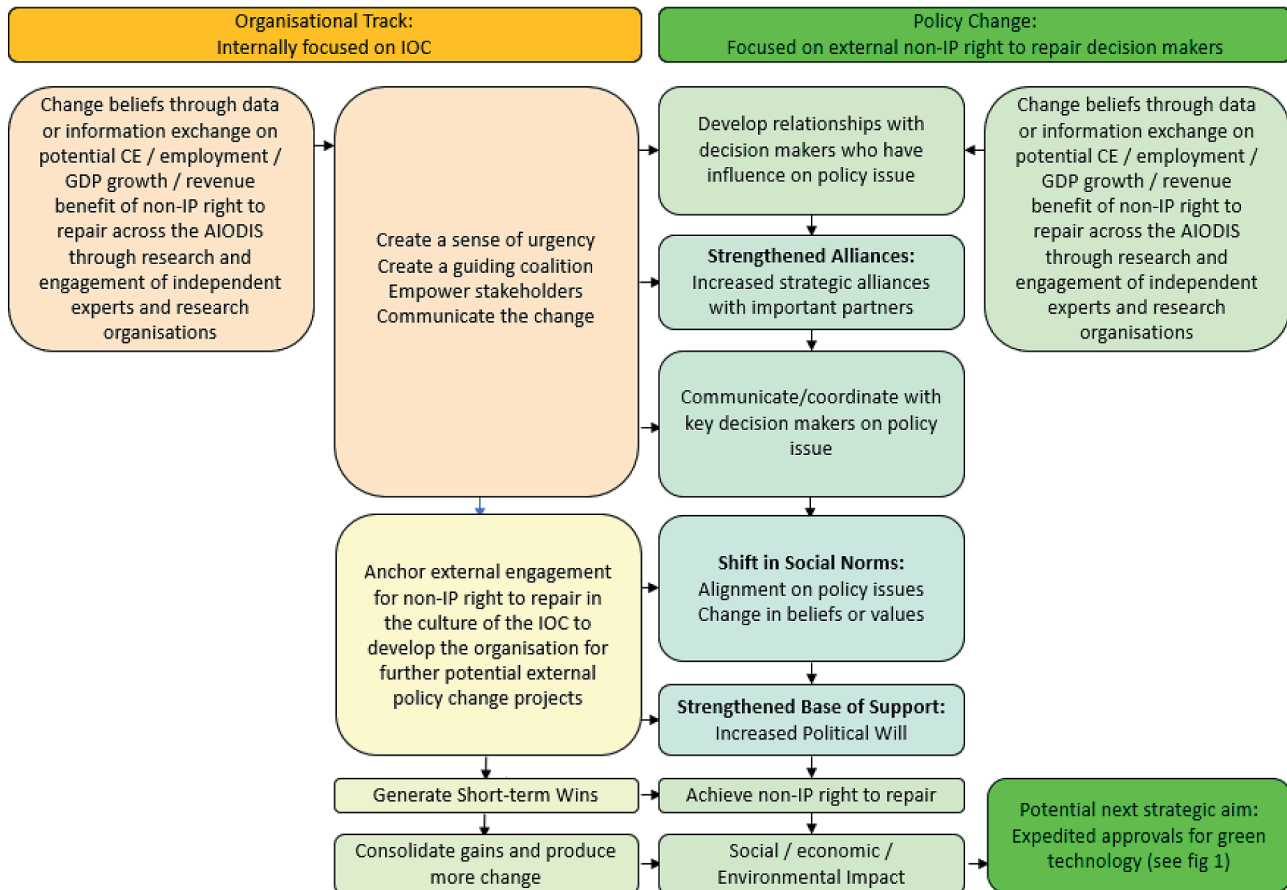 Organisational Track:
Internally focused on IOC
Policy Change:
Focused on external non-IP right to repair decision makers
Change beliefs through data
or information exchange on
potential CE / employment /
GDP growth / revenue
benefit of non-IP right to
repair across the AIODIS
through research and
engagement of independent
experts and research
organisations
Create a sense of urgency
Create a guiding coalition
Empower stakeholders
Communicate the change
Develop relationships with
decision makers who have
influence on policy issue
Change beliefs through data
or information exchange on
potential CE / employment /
GDP growth / revenue
benefit of non-IP right to
repair across the AIODIS
through research and
engagement of independent
experts and research
organisations
Strengthened Alliances:
Increased strategic alliances
with important partners
Communicate/coordinate with
key decision makers on policy
issue
Anchor external engagement
for non-IP right to repair in
the culture of the IOC to
develop the organisation for
further potential external
policy change projects
Shift in Social Norms:
Alignment on policy issues
Change in beliefs or values
Strengthened Base of Support:
Increased Political Will
Generate Short-term Wins
Achieve non-IP right to repair
Consolidate gains and produce
more change
Social / economic /
Environmental Impact
Potential next strategic aim:
Expedited approvals for green
technology (see fig 1)